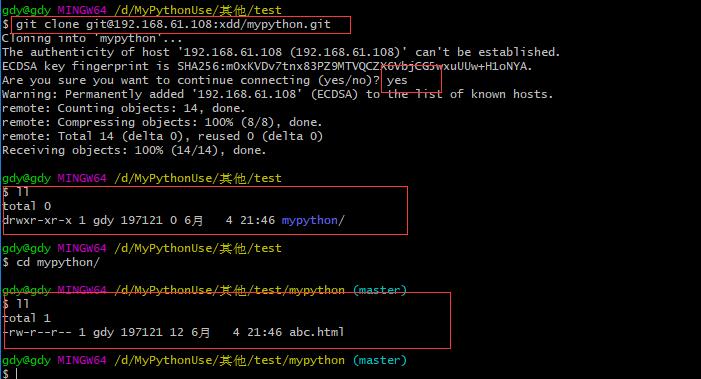 gdy@gdy MINGW64 /d/MyPythonUse/其他/test
$ git clone git@192.168.61.108:xdd/mypython.git
Cloning into 'mypython'...
The authenticity of host '192.168.61.108 (192.168.61.108)' can't be established.
ECDSA key fingerprint is SHA256:mOxkVDv7tnx83PZ9MTVQCZX6VbjCG5wxuUUw+H1oNYA.
Are you sure you want to continue connecting (yes/no)? yes
Warning: Permanently added '192.168.61.108' (ECDSA) to the list of known hosts.
remote: Counting objects: 14, done.
remote: Compressing objects: 100% (8/8), done.
remote: Total 14 (delta 0), reused 0 (delta 0)
Receiving objects: 100% (14/14), done.
gdy@gdy MINGW64 /d/MyPythonUse/其他/test
$ ll
total 0
drwxr-xr-x 1 gdy 197121 0 6月 4 21:46 mypython/
gdy@gdy MINGW64 /d/MyPythonUse/其他/test
$ cd mypython/
gdy@gdy MINGW64 /d/MyPythonUse/其他/test/mypython (master)
$ ll
total 1
-rw-r--r-- 1 gdy 197121 12 6月 4 21:46 abc.html
gdy@gdy MINGW64 /d/MyPythonUse/其他/test/mypython (master)
$